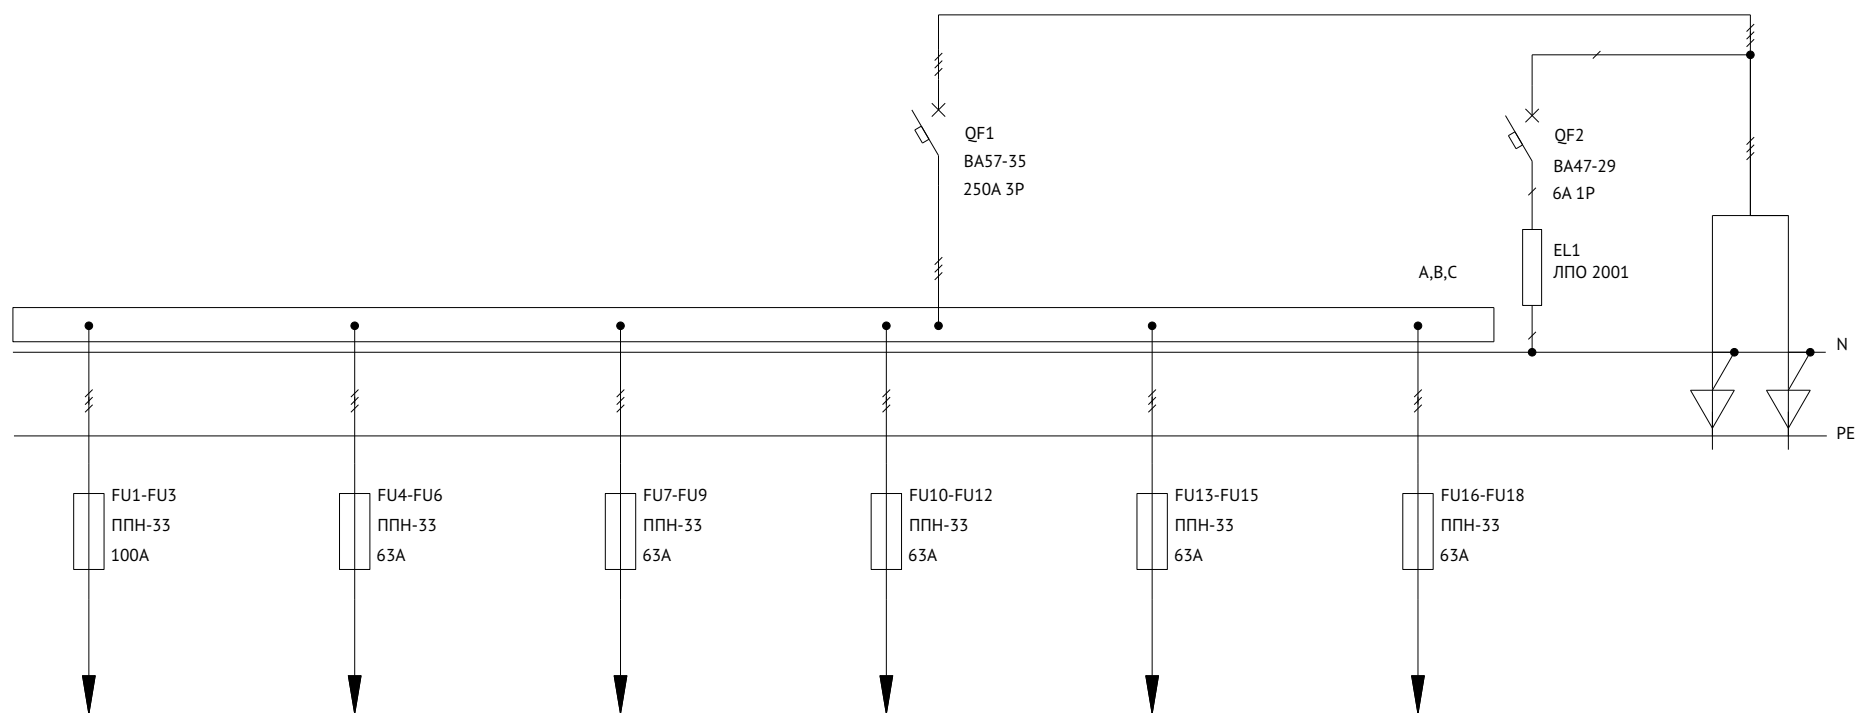 QF1
ВА57-35
250А 3Р
QF2
ВА47-29
6А 1Р
EL1
ЛПО 2001
А,В,С
N
PE
FU1-FU3
ППН-33
100А
FU4-FU6
ППН-33
63А
FU7-FU9
ППН-33
63А
FU10-FU12
ППН-33
63А
FU13-FU15
ППН-33
63А
FU16-FU18
ППН-33
63А